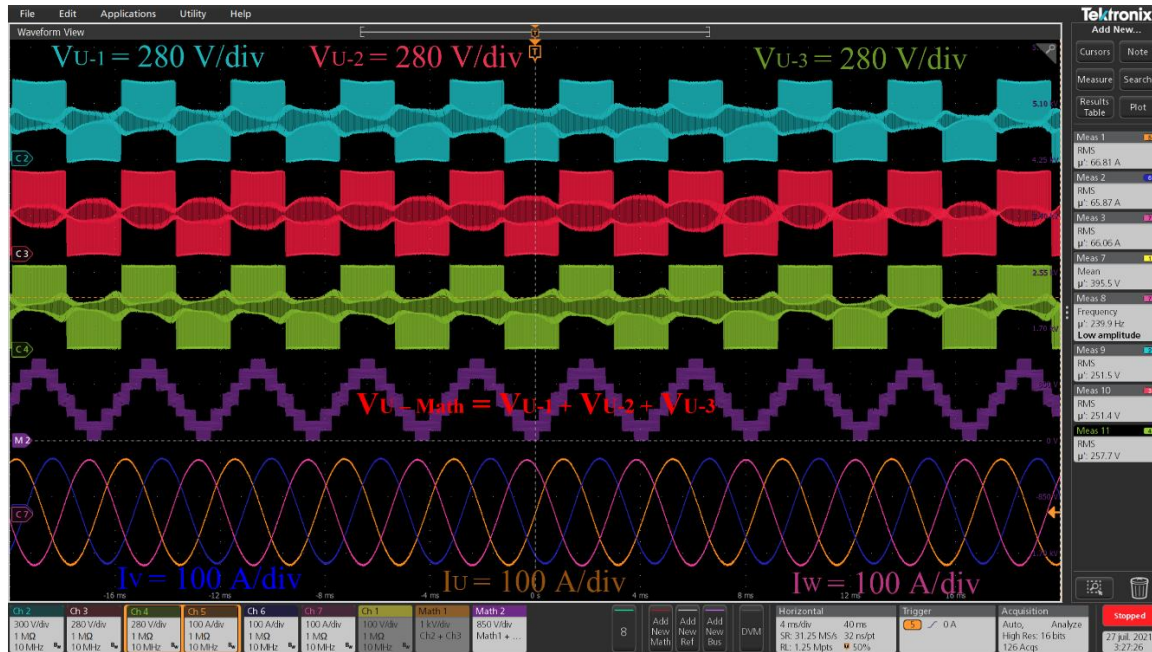 File Edit Applications Utility Help
Tektronix
Waveform View
Add New...
VU-1 = 280 V/div VU-2 = 280 V/div VU-3 = 280 V/div
Cursors Note
Measure Search
Results Table Plot
5.10
C2
4.25
C3
2.55
C4
1.70
VU - Math = VU-1 + VU-2 + VU-3
M2
0 V
C7
IV = 100 A/div IU = 100 A/div IW = 100 A/div
-16 ms -12 ms -8 ms -4 ms 0 s 4 ms 8 ms 12 ms 16 ms
Meas 1
RMS
µ': 66.81 A
Meas 2
RMS
µ': 65.87 A
Meas 3
RMS
µ': 66.06 A
Meas 7
Mean
µ': 395.5 V
Meas 8
Frequency
µ': 239.9 Hz
Low amplitude
Meas 9
RMS
µ': 251.5 V
Meas 10
RMS
µ': 251.4 V
Meas 11
RMS
µ': 257.7 V
Ch 2
300 V/div
1 MΩ
10 MHz
Ch 3
280 V/div
1 MΩ
10 MHz
Ch 4
280 V/div
1 MΩ
10 MHz
Ch 5
100 A/div
1 MΩ
10 MHz
Ch 6
100 A/div
1 MΩ
10 MHz
Ch 7
100 A/div
1 MΩ
10 MHz
Ch 1
100 V/div
1 MΩ
10 MHz
Math 1
1 kV/div
Ch2 + Ch3
Math 2
850 V/div
Math1 + ...
8
Add New Math
Add New Ref
Add New Bus
DVM
Horizontal
4 ms/div 40 ms
SR: 31.25 MS/s 32 ns/pt
RL: 1.25 Mpts 50%
Trigger
5 0 A
Acquisition
Auto, Analyze
High Res: 16 bits
126 Acqs
Stopped
27 juil. 2021
3:27:26